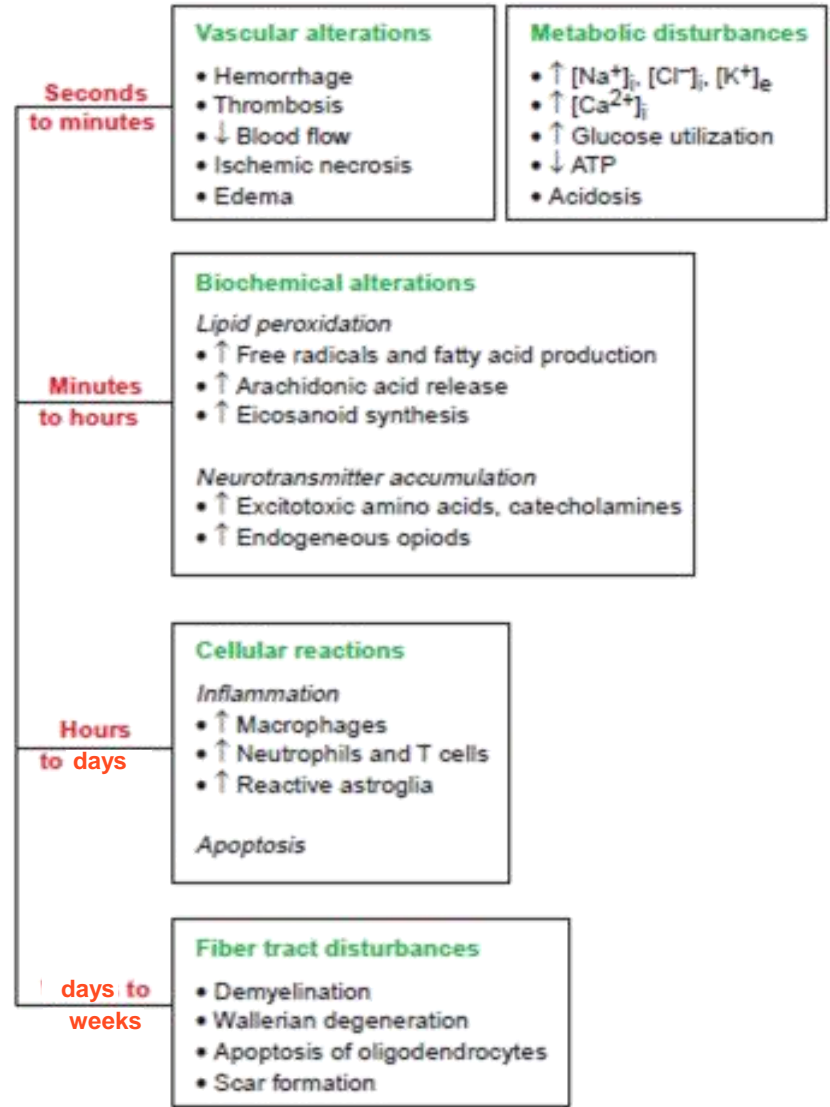 Seconds
to minutes
Vascular alterations
• Hemorrhage
• Thrombosis
• ↓ Blood flow
• Ischemic necrosis
• Edema
Metabolic disturbances
• ↑ [Na⁺]ᵢ, [Cl⁻]ᵢ, [K⁺]ₑ
• ↑ [Ca²⁺]ᵢ
• ↑ Glucose utilization
• ↓ ATP
• Acidosis
Minutes
to hours
Biochemical alterations
Lipid peroxidation
• ↑ Free radicals and fatty acid production
• ↑ Arachidonic acid release
• ↑ Eicosanoid synthesis
Neurotransmitter accumulation
• ↑ Excitotoxic amino acids, catecholamines
• ↑ Endogeneous opiods
Hours
to days
Cellular reactions
Inflammation
• ↑ Macrophages
• ↑ Neutrophils and T cells
• ↑ Reactive astroglia
Apoptosis
days to
weeks
Fiber tract disturbances
• Demyelination
• Wallerian degeneration
• Apoptosis of oligodendrocytes
• Scar formation